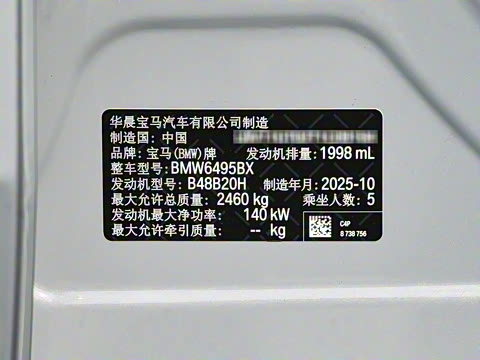 华晨宝马汽车有限公司制造
制造国: 中国
品牌: 宝马(BMW)牌 发动机排量: 1998 mL
整车型号: BMW6495BX
发动机型号: B48B20H 制造年月: 2025-10
最大允许总质量: 2460 kg 乘坐人数: 5
发动机最大净功率: 140 kW
最大允许牵引质量: -- kg
C4P
8 738 756